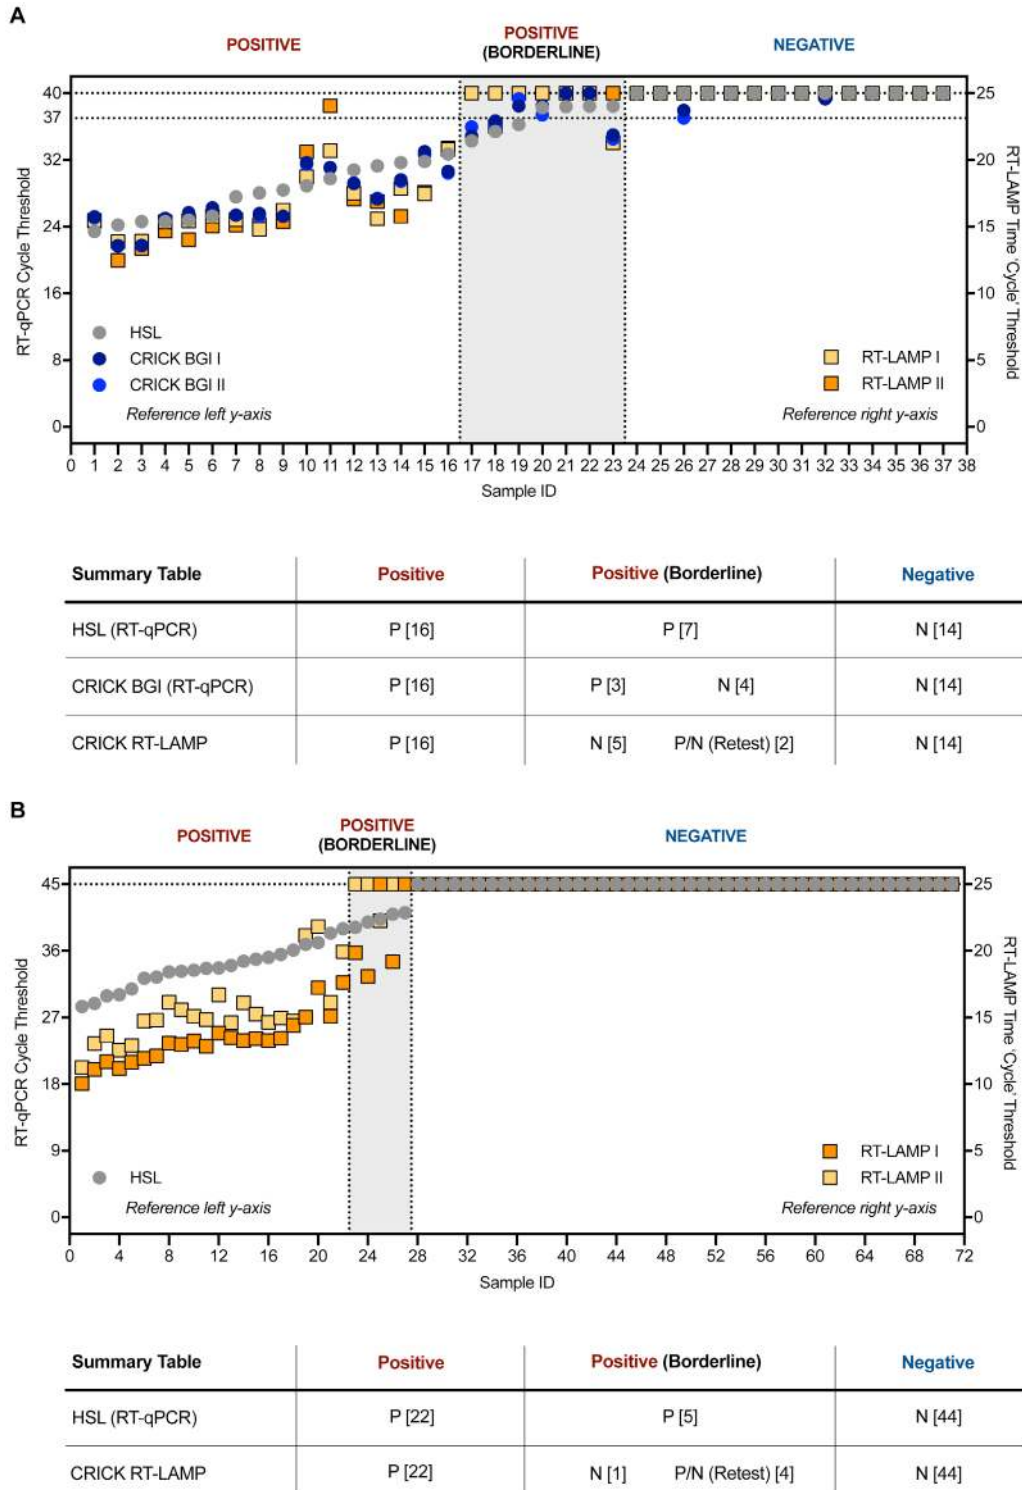 A
POSITIVE
POSITIVE
(BORDERLINE)
NEGATIVE
40
37
32
24
16
8
0
RT-qPCR Cycle Threshold
25
20
15
10
5
0
RT-LAMP Time 'Cycle' Threshold
HSL
CRICK BGI I
CRICK BGI II
Reference left y-axis
RT-LAMP I
RT-LAMP II
Reference right y-axis
0 1 2 3 4 5 6 7 8 9 10 11 12 13 14 15 16 17 18 19 20 21 22 23 24 25 26 27 28 29 30 31 32 33 34 35 36 37 38
Sample ID
Summary Table Positive Positive (Borderline) Negative
HSL (RT-qPCR) P [16] P [7] N [14]
CRICK BGI (RT-qPCR) P [16] P [3] N [4] N [14]
CRICK RT-LAMP P [16] N [5] P/N (Retest) [2] N [14]
B
POSITIVE
POSITIVE
(BORDERLINE)
NEGATIVE
45
36
27
18
9
0
RT-qPCR Cycle Threshold
25
20
15
10
5
0
RT-LAMP Time 'Cycle' Threshold
HSL
Reference left y-axis
RT-LAMP I
RT-LAMP II
Reference right y-axis
0 4 8 12 16 20 24 28 32 36 40 44 48 52 56 60 64 68 72
Sample ID
Summary Table Positive Positive (Borderline) Negative
HSL (RT-qPCR) P [22] P [5] N [44]
CRICK RT-LAMP P [22] N [1] P/N (Retest) [4] N [44]